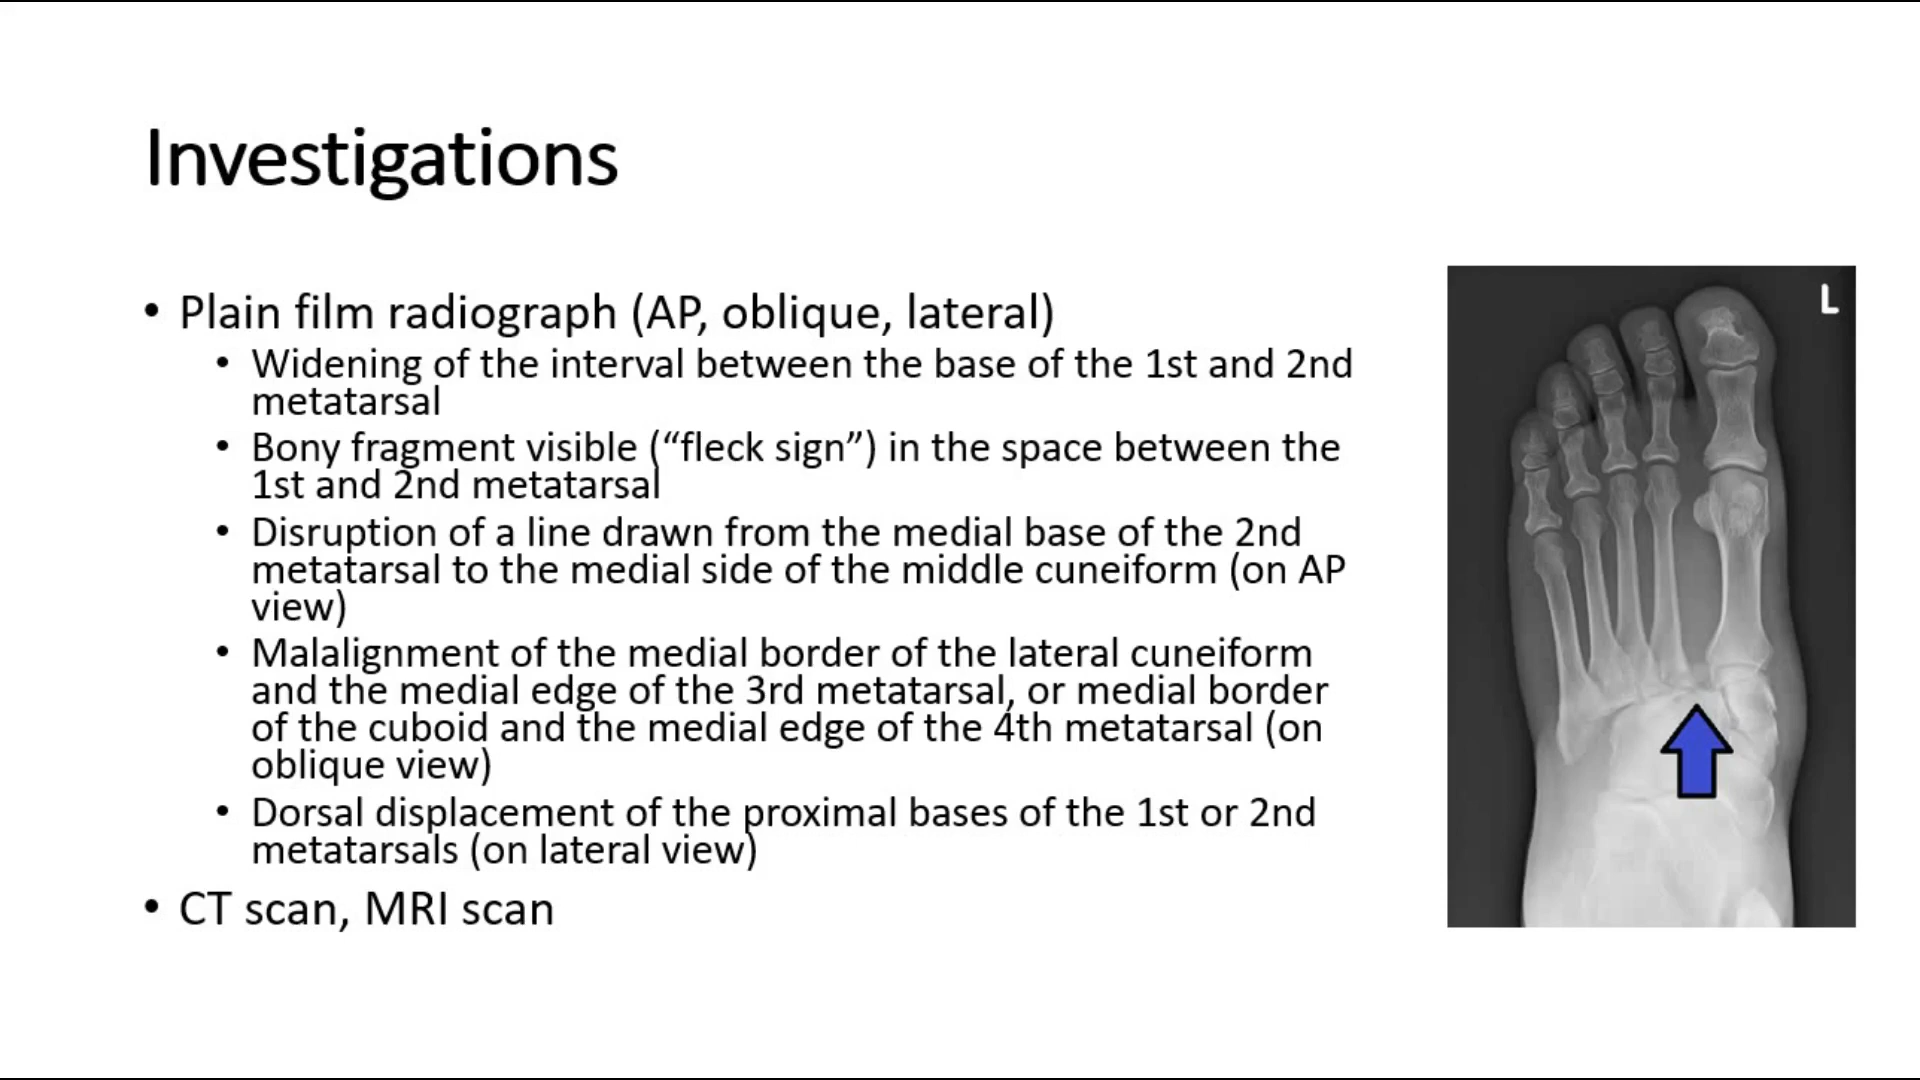 Investigations
• Plain film radiograph (AP, oblique, lateral)
• Widening of the interval between the base of the 1st and 2nd
metatarsal
• Bony fragment visible (“fleck sign”) in the space between the
1st and 2nd metatarsal
• Disruption of a line drawn from the medial base of the 2nd
metatarsal to the medial side of the middle cuneiform (on AP
view)
• Malalignment of the medial border of the lateral cuneiform
and the medial edge of the 3rd metatarsal, or medial border
of the cuboid and the medial edge of the 4th metatarsal (on
oblique view)
• Dorsal displacement of the proximal bases of the 1st or 2nd
metatarsals (on lateral view)
• CT scan, MRI scan
L